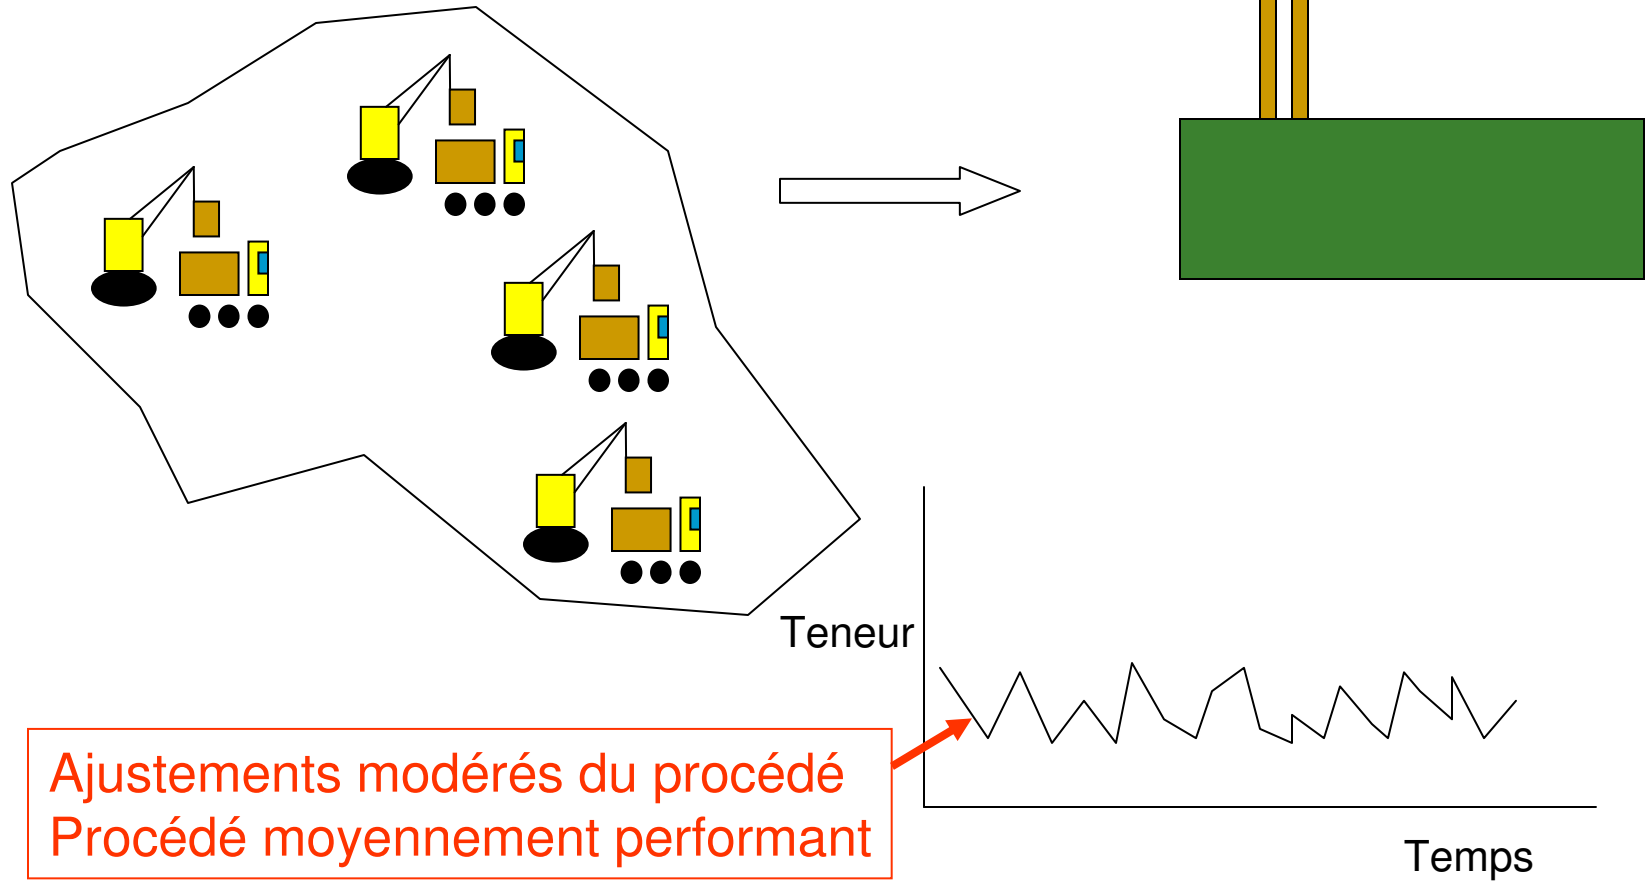 Teneur
Ajustements modérés du procédé
Procédé moyennement performant
Temps